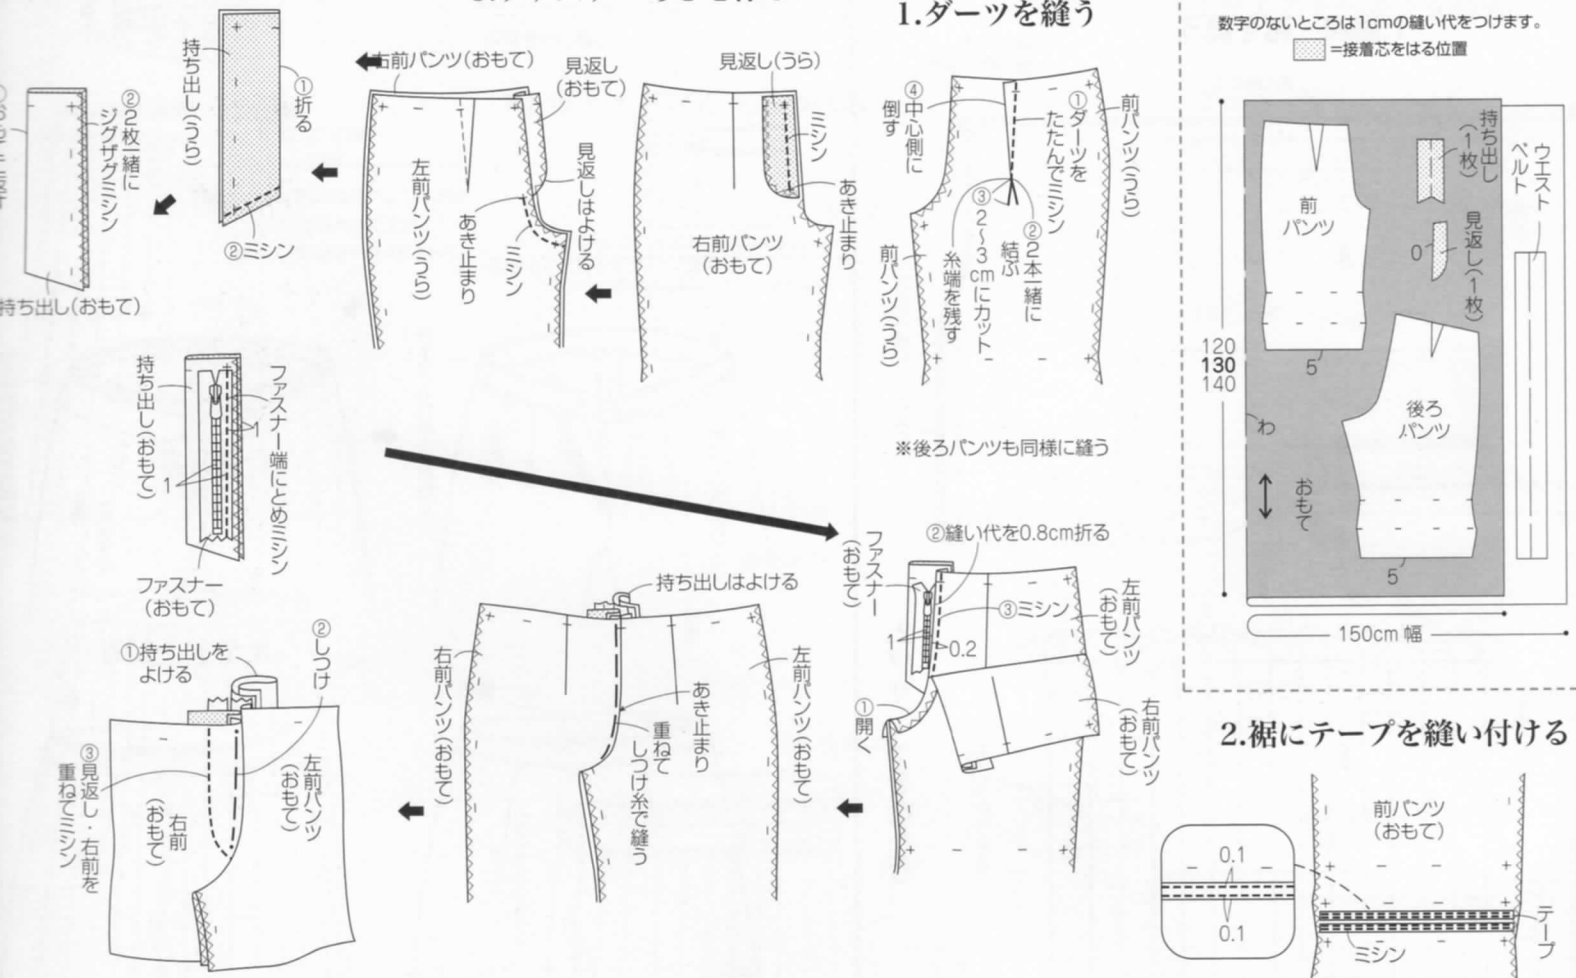 数字のないところは1cmの縫い代をつけます。
=接着芯をはる位置
持ち出し
(1枚)
ウエスト
ベルト
前
パンツ
見返し(1枚)
0
5
120
130
140
後ろ
パンツ
わ
おもて
5
150cm 幅
1.ダーツを縫う
前パンツ(うら)
①ダーツを
たたんでミシン
④中心側に
倒す
②2本一緒に
結ぶ
③2〜3cmにカット
糸端を残す
前パンツ(うら)
※後ろパンツも同様に縫う
2.裾にテープを縫い付ける
前パンツ
(おもて)
0.1
0.1
テープ
ミシン
見返し(うら)
ミシン
あき止まり
右前パンツ
(おもて)
右前パンツ(おもて)
見返し
(おもて)
見返しはよける
左前パンツ(うら)
あき止まり
ミシン
持ち出し(うら)
①折る
②ミシン
②2枚一緒に
ジグザグミシン
持ち出し(おもて)
持ち出し(おもて)
ファスナー端にとめミシン
1
1
ファスナー
(おもて)
ファスナー
(おもて)
②縫い代を0.8cm折る
③ミシン
左前パンツ
(おもて)
1
0.2
①開く
右前パンツ
(おもて)
持ち出しはよける
右前パンツ(おもて)
左前パンツ(おもて)
あき止まり
重ねて
しつけ糸で縫う
①持ち出しを
よける
②しつけ
③見返し・右前を
重ねてミシン
左前パンツ
(おもて)
右前
(おもて)